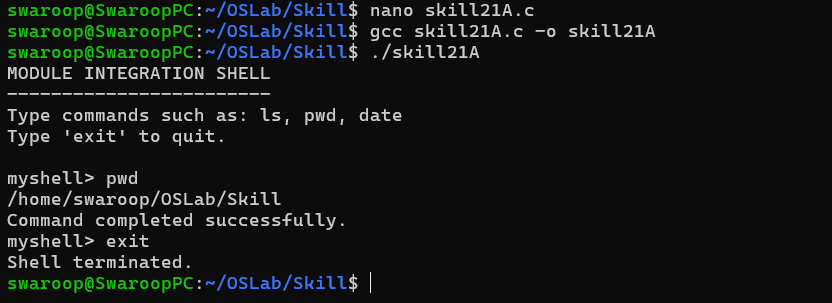 swaroop@SwaroopPC:~/OSLab/Skill$ nano skill21A.c
swaroop@SwaroopPC:~/OSLab/Skill$ gcc skill21A.c -o skill21A
swaroop@SwaroopPC:~/OSLab/Skill$ ./skill21A
MODULE INTEGRATION SHELL
------------------------
Type commands such as: ls, pwd, date
Type 'exit' to quit.

myshell> pwd
/home/swaroop/OSLab/Skill
Command completed successfully.
myshell> exit
Shell terminated.
swaroop@SwaroopPC:~/OSLab/Skill$